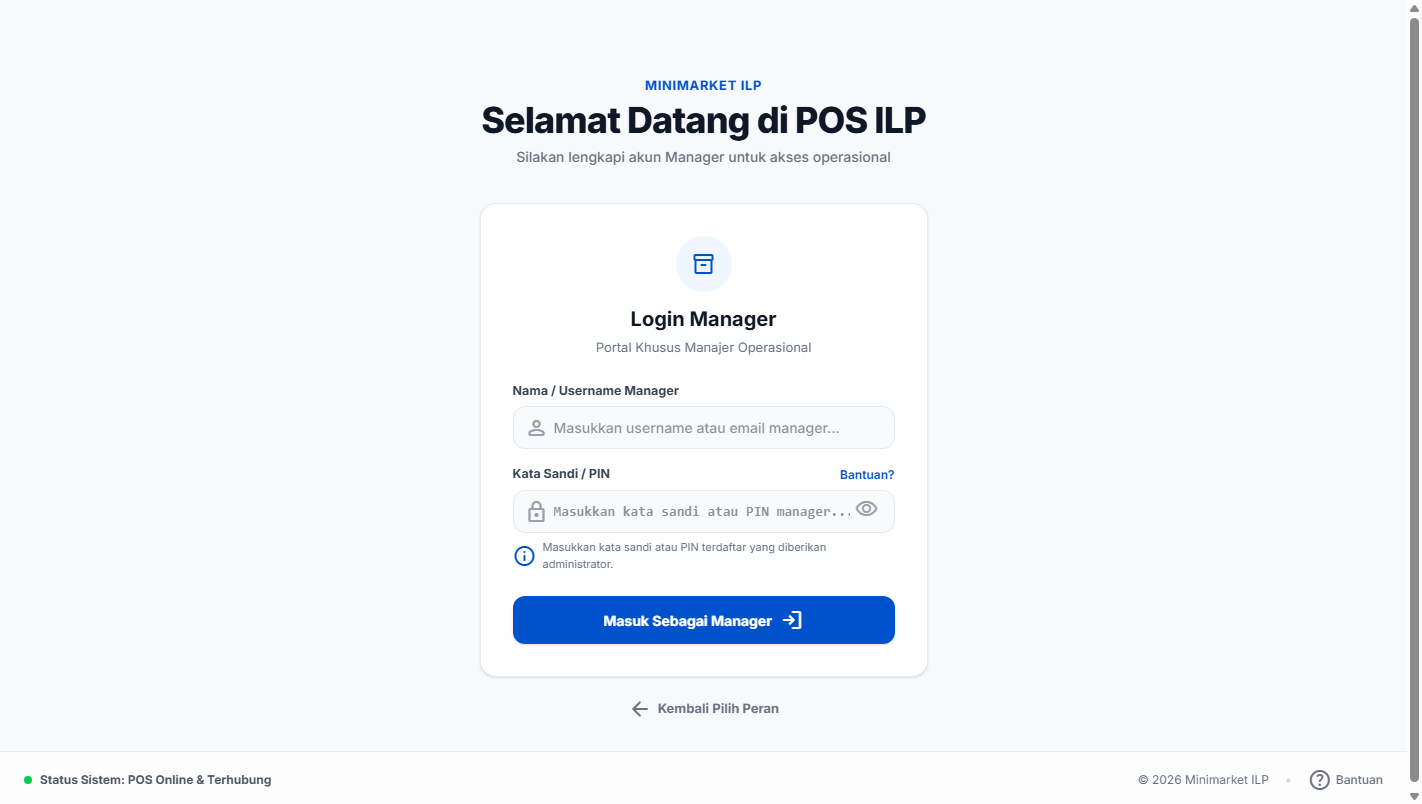 MINIMARKET ILP
Selamat Datang di POS ILP
Silakan lengkapi akun Manager untuk akses operasional
Login Manager
Portal Khusus Manajer Operasional
Nama / Username Manager
Masukkan username atau email manager...
Kata Sandi / PIN
Bantuan?
Masukkan kata sandi atau PIN manager...
Masukkan kata sandi atau PIN terdaftar yang diberikan
administrator.
Masuk Sebagai Manager
Kembali Pilih Peran
Status Sistem: POS Online & Terhubung
© 2026 Minimarket ILP
Bantuan